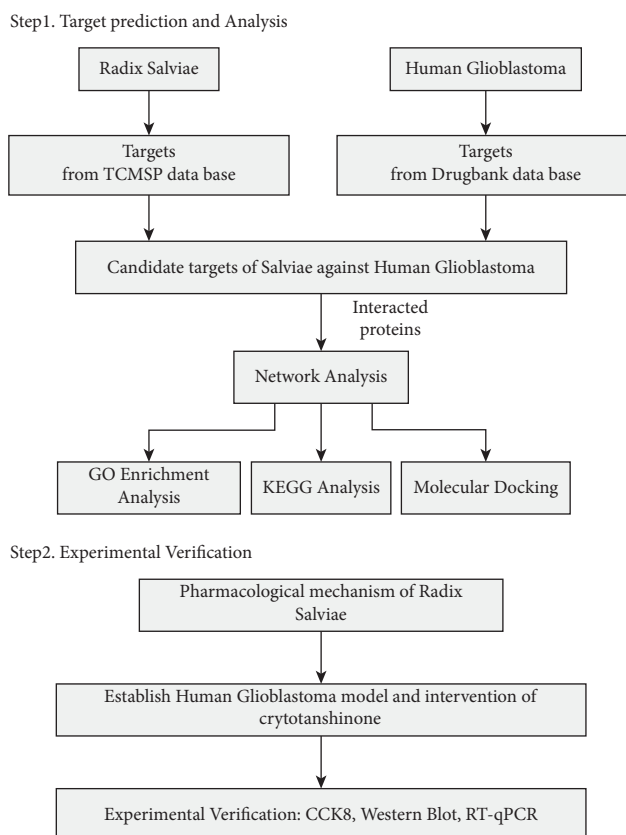 Step1. Target prediction and Analysis
Radix Salviae
Human Glioblastoma
Targets
from TCMSP data base
Targets
from Drugbank data base
Candidate targets of Salviae against Human Glioblastoma
Interacted
proteins
Network Analysis
GO Enrichment
Analysis
KEGG Analysis
Molecular Docking
Step2. Experimental Verification
Pharmacological mechanism of Radix
Salviae
Establish Human Glioblastoma model and intervention of
crytotanshinone
Experimental Verification: CCK8, Western Blot, RT-qPCR